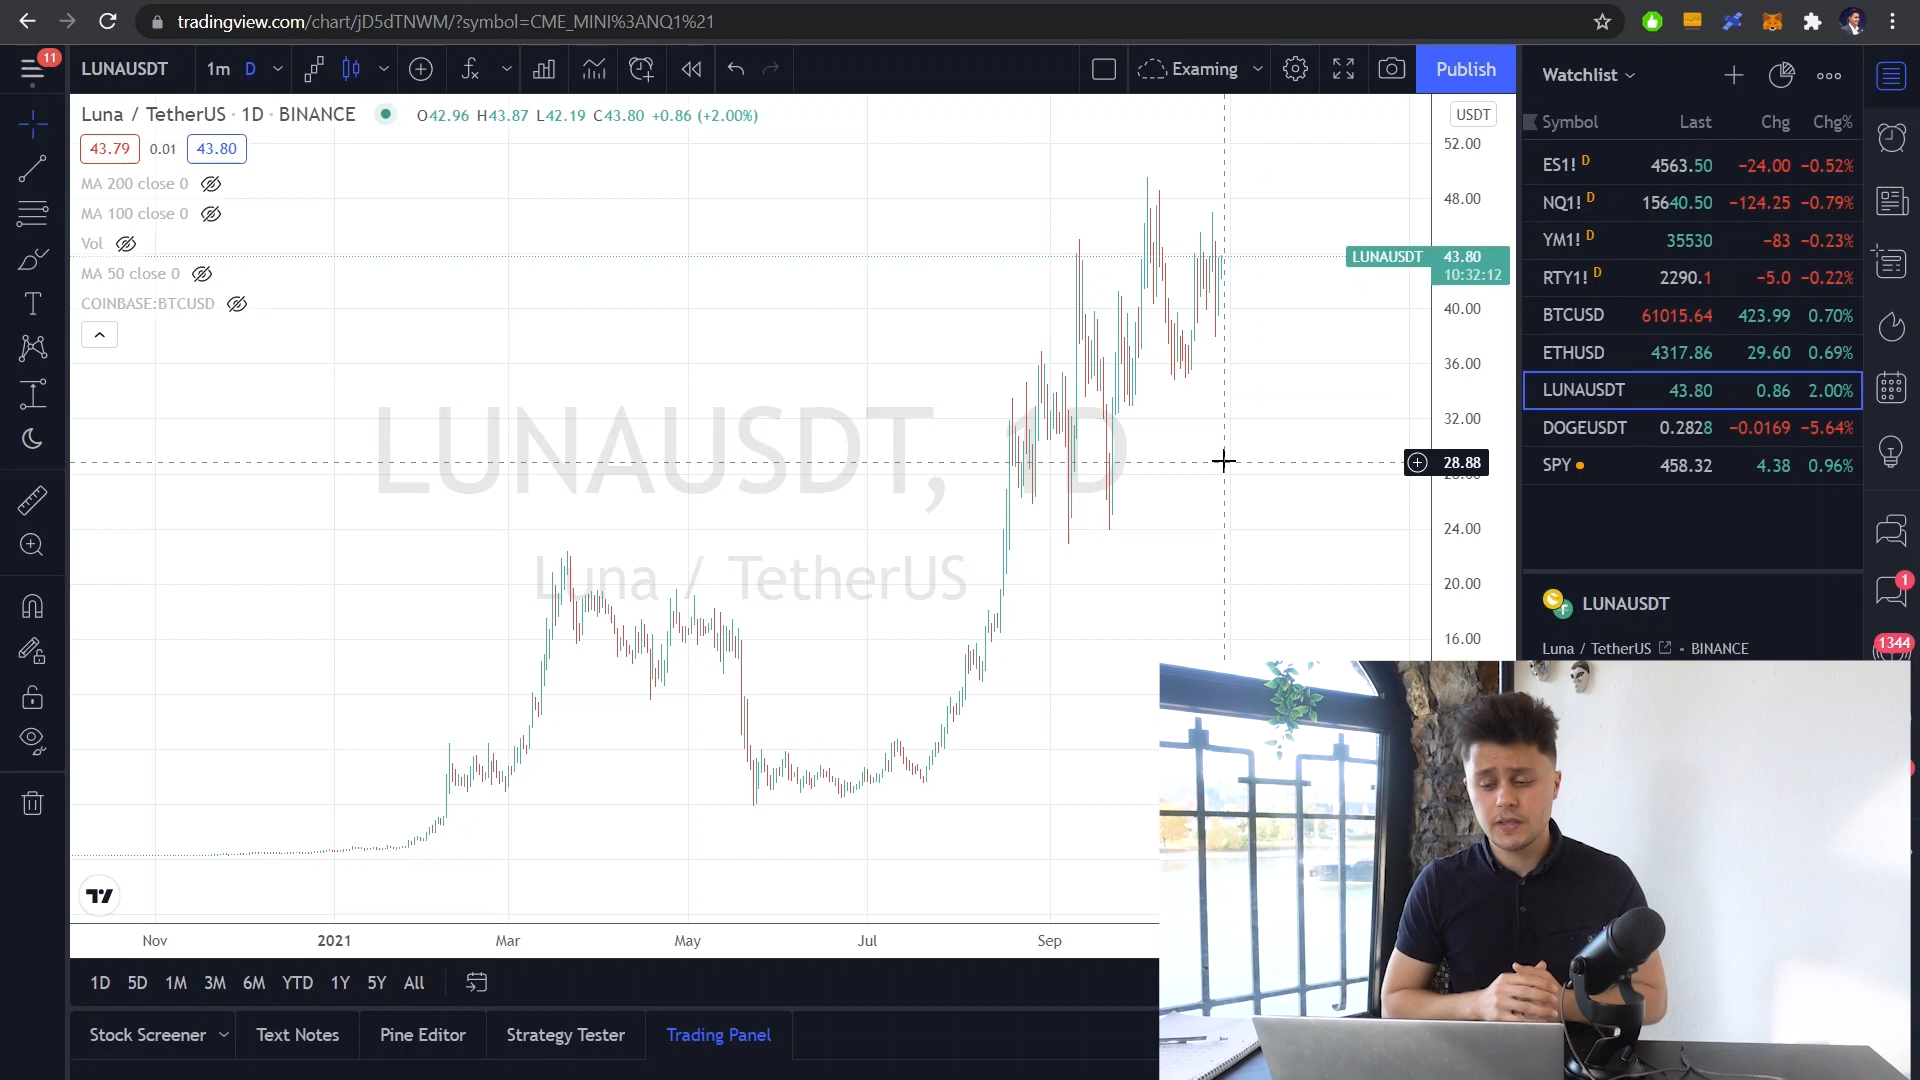 tradingview.com/chart/jD5dTNWM/?symbol=CME_MINI%3ANQ1%21
11
LUNAUSDT
1m D
Examing
Publish
Luna / TetherUS · 1D · BINANCE
O42.96 H43.87 L42.19 C43.80 +0.86 (+2.00%)
43.79 0.01 43.80
MA 200 close 0
MA 100 close 0
Vol
MA 50 close 0
COINBASE:BTCUSD
LUNAUSDT, 1D
Luna / TetherUS
USDT
52.00
48.00
LUNAUSDT 43.80
10:32:12
40.00
36.00
32.00
28.88
24.00
20.00
16.00
Nov 2021 Mar May Jul Sep
1D 5D 1M 3M 6M YTD 1Y 5Y All
Stock Screener Text Notes Pine Editor Strategy Tester Trading Panel
Watchlist
Symbol Last Chg Chg%
ES1! D 4563.50 −24.00 −0.52%
NQ1! D 15640.50 −124.25 −0.79%
YM1! D 35530 −83 −0.23%
RTY1! D 2290.1 −5.0 −0.22%
BTCUSD 61015.64 423.99 0.70%
ETHUSD 4317.86 29.60 0.69%
LUNAUSDT 43.80 0.86 2.00%
DOGEUSDT 0.2828 −0.0169 −5.64%
SPY 458.32 4.38 0.96%
LUNAUSDT
Luna / TetherUS • BINANCE
1
1344